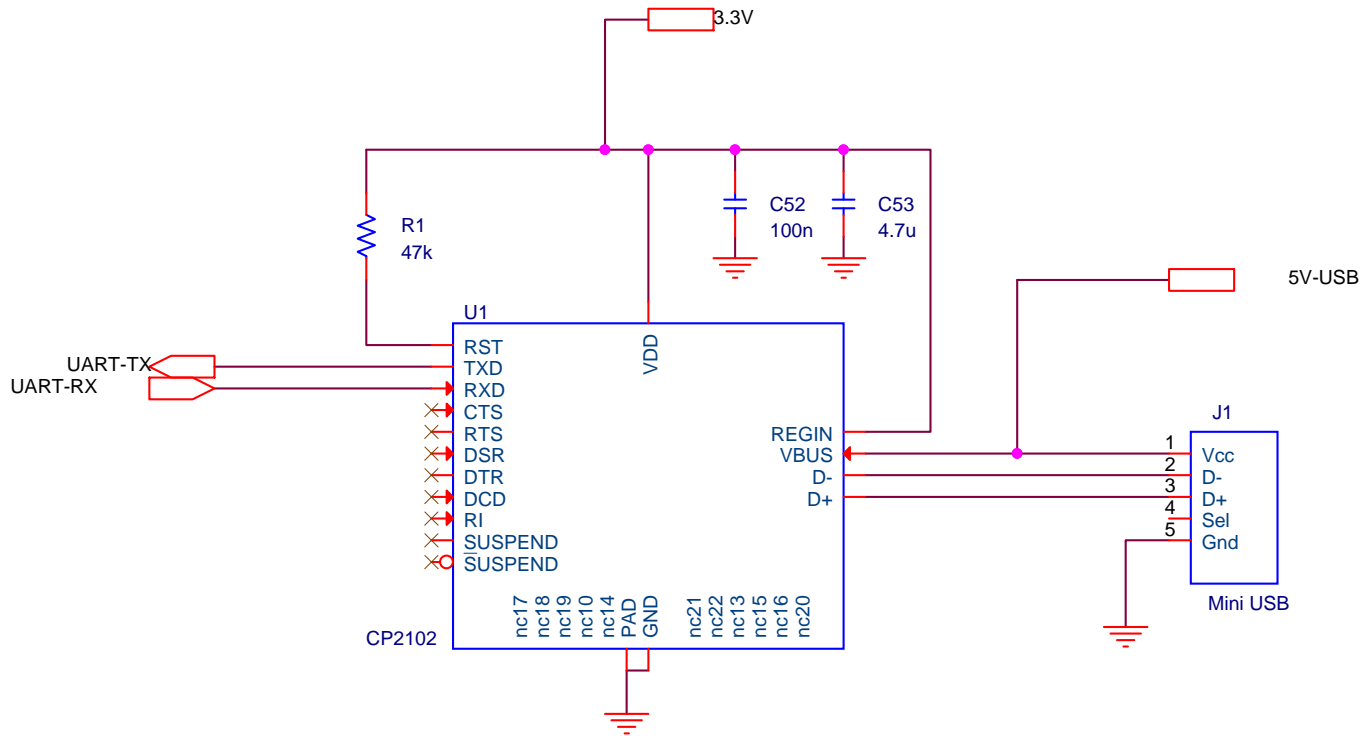 3.3V
R1
47k
C52
100n
C53
4.7u
5V-USB
U1
UART-TX
UART-RX
RST
TXD
RXD
CTS
RTS
DSR
DTR
DCD
RI
SUSPEND
SUSPEND
VDD
REGIN
VBUS
D-
D+
nc17
nc18
nc19
nc10
nc14
PAD
GND
nc21
nc22
nc13
nc15
nc16
nc20
CP2102
J1
1 Vcc
2 D-
3 D+
4 Sel
5 Gnd
Mini USB